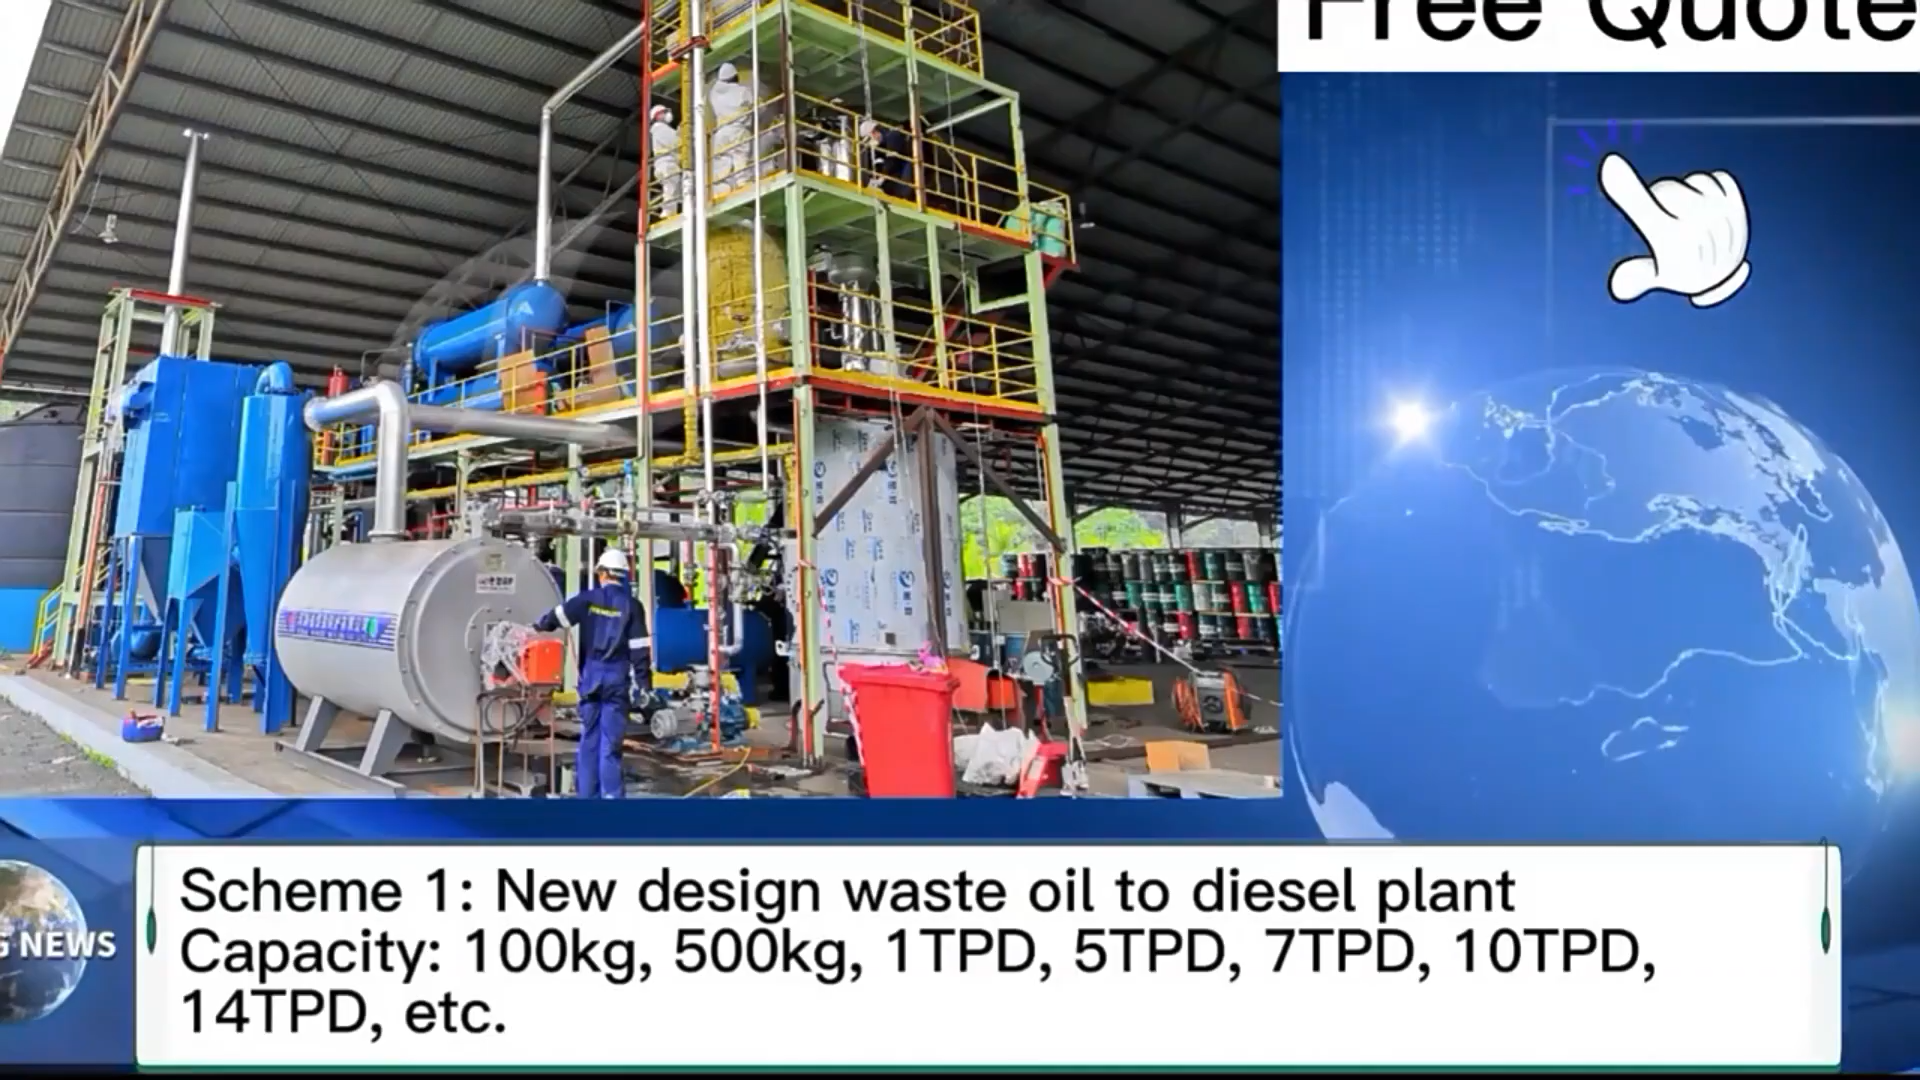 Free Quote
G NEWS
Scheme 1: New design waste oil to diesel plant
Capacity: 100kg, 500kg, 1TPD, 5TPD, 7TPD, 10TPD,
14TPD, etc.